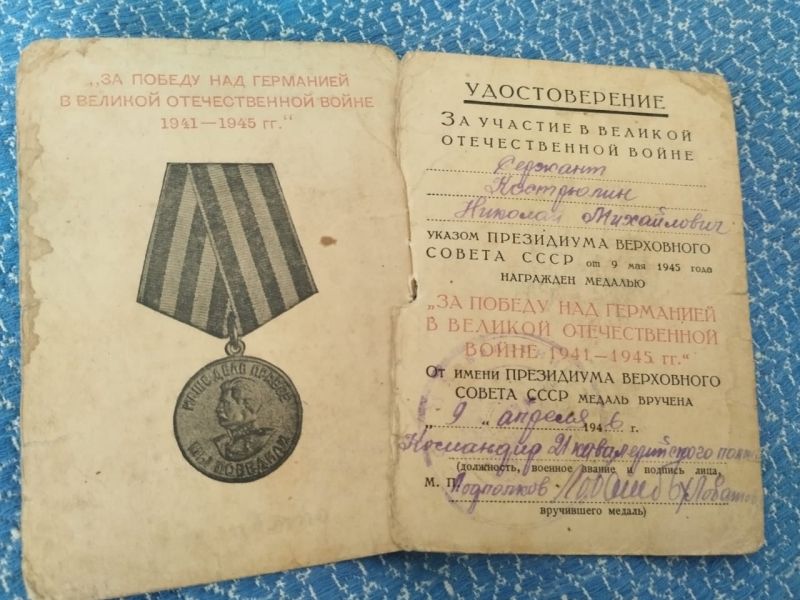 „ЗА ПОБЕДУ НАД ГЕРМАНИЕЙ
В ВЕЛИКОЙ ОТЕЧЕСТВЕННОЙ ВОЙНЕ
1941—1945 гг.“
НАШЕ ДЕЛО ПРАВОЕ
МЫ ПОБЕДИЛИ
УДОСТОВЕРЕНИЕ
ЗА УЧАСТИЕ В ВЕЛИКОЙ
ОТЕЧЕСТВЕННОЙ ВОЙНЕ
Сержант
Кострюлин
Николай Михайлович
УКАЗОМ ПРЕЗИДИУМА ВЕРХОВНОГО
СОВЕТА СССР от 9 мая 1945 года
НАГРАЖДЕН МЕДАЛЬЮ
„ЗА ПОБЕДУ НАД ГЕРМАНИЕЙ
В ВЕЛИКОЙ ОТЕЧЕСТВЕННОЙ
ВОЙНЕ 1941—1945 гг.“
От имени ПРЕЗИДИУМА ВЕРХОВНОГО
СОВЕТА СССР МЕДАЛЬ ВРУЧЕНА
„9“ апреля 1946 г.
Командир 21 кавалерийского
(должность, военное звание и подпись лица,
М. П. Подполков
вручившего медаль)